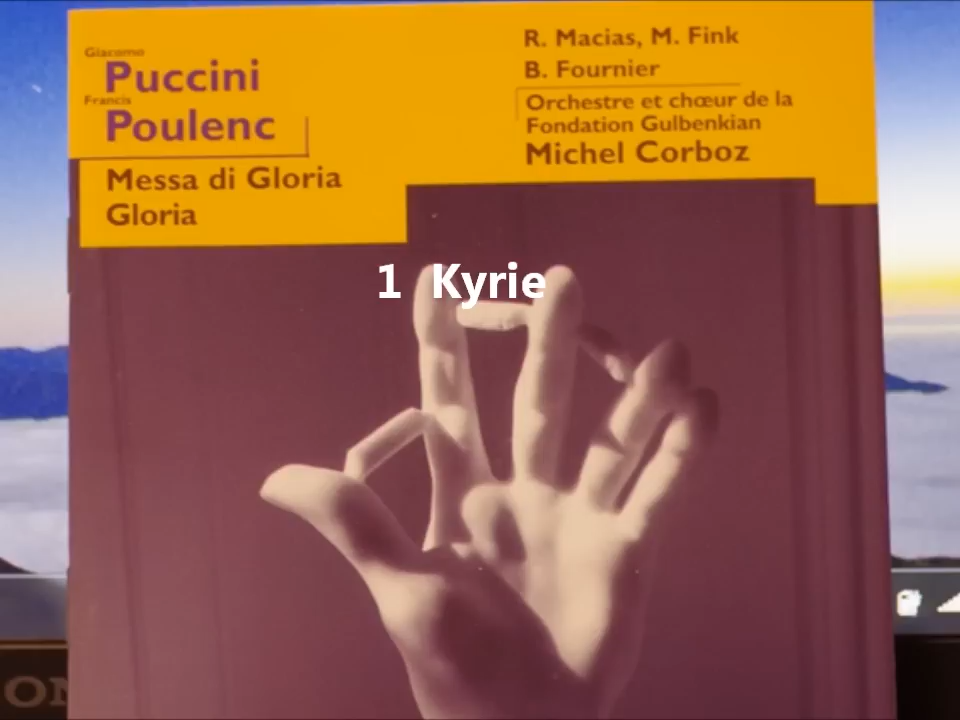 Giacomo
Puccini
Francis
Poulenc
Messa di Gloria
Gloria
R. Macias, M. Fink
B. Fournier
Orchestre et chœur de la
Fondation Gulbenkian
Michel Corboz
1 Kyrie